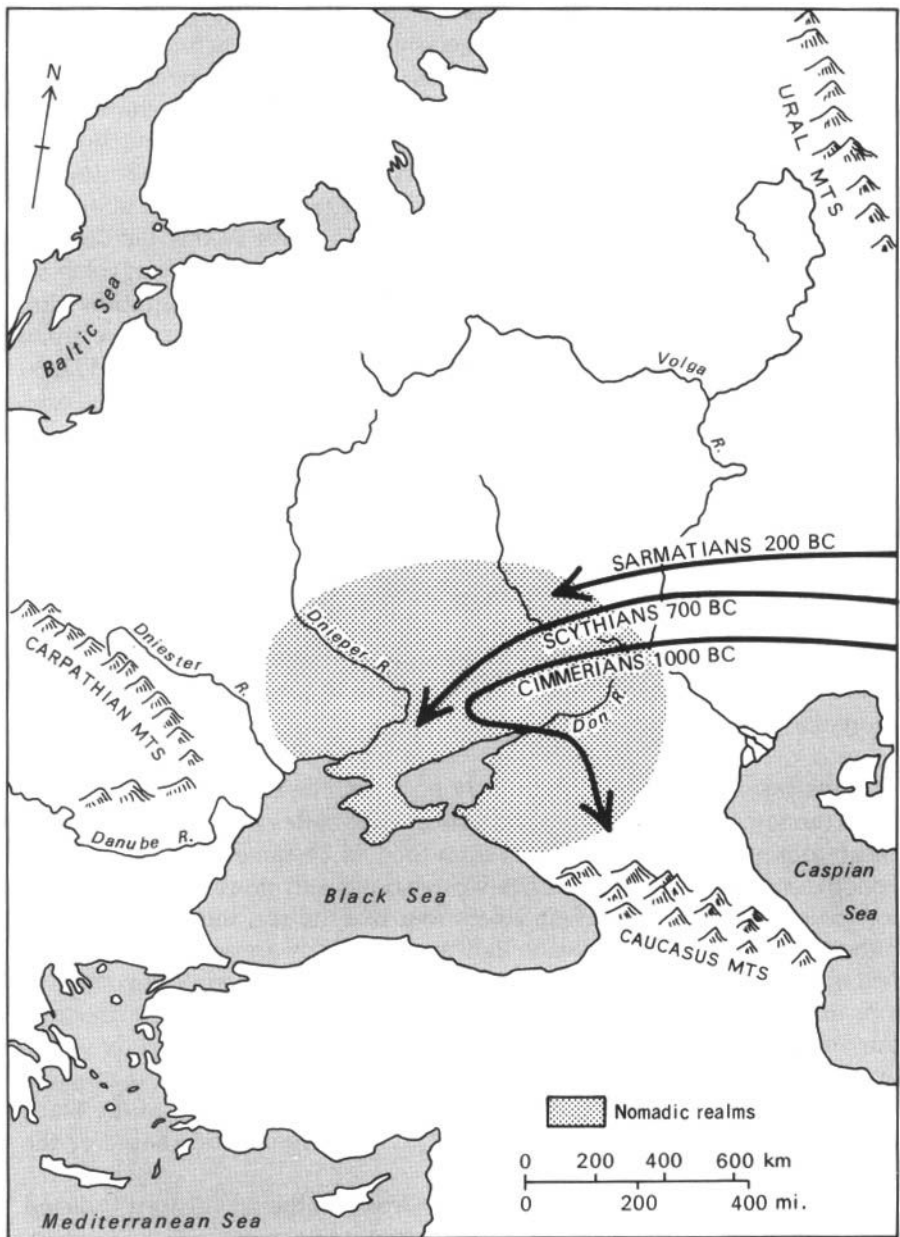 N
URAL MTS
Baltic Sea
Volga
R.
SARMATIANS 200 BC
SCYTHIANS 700 BC
CIMMERIANS 1000 BC
Dnieper R.
Dniester
R.
CARPATHIAN MTS
Don R.
Danube R.
Black Sea
Caspian
Sea
CAUCASUS MTS
Nomadic realms
0 200 400 600 km
0 200 400 mi.
Mediterranean Sea